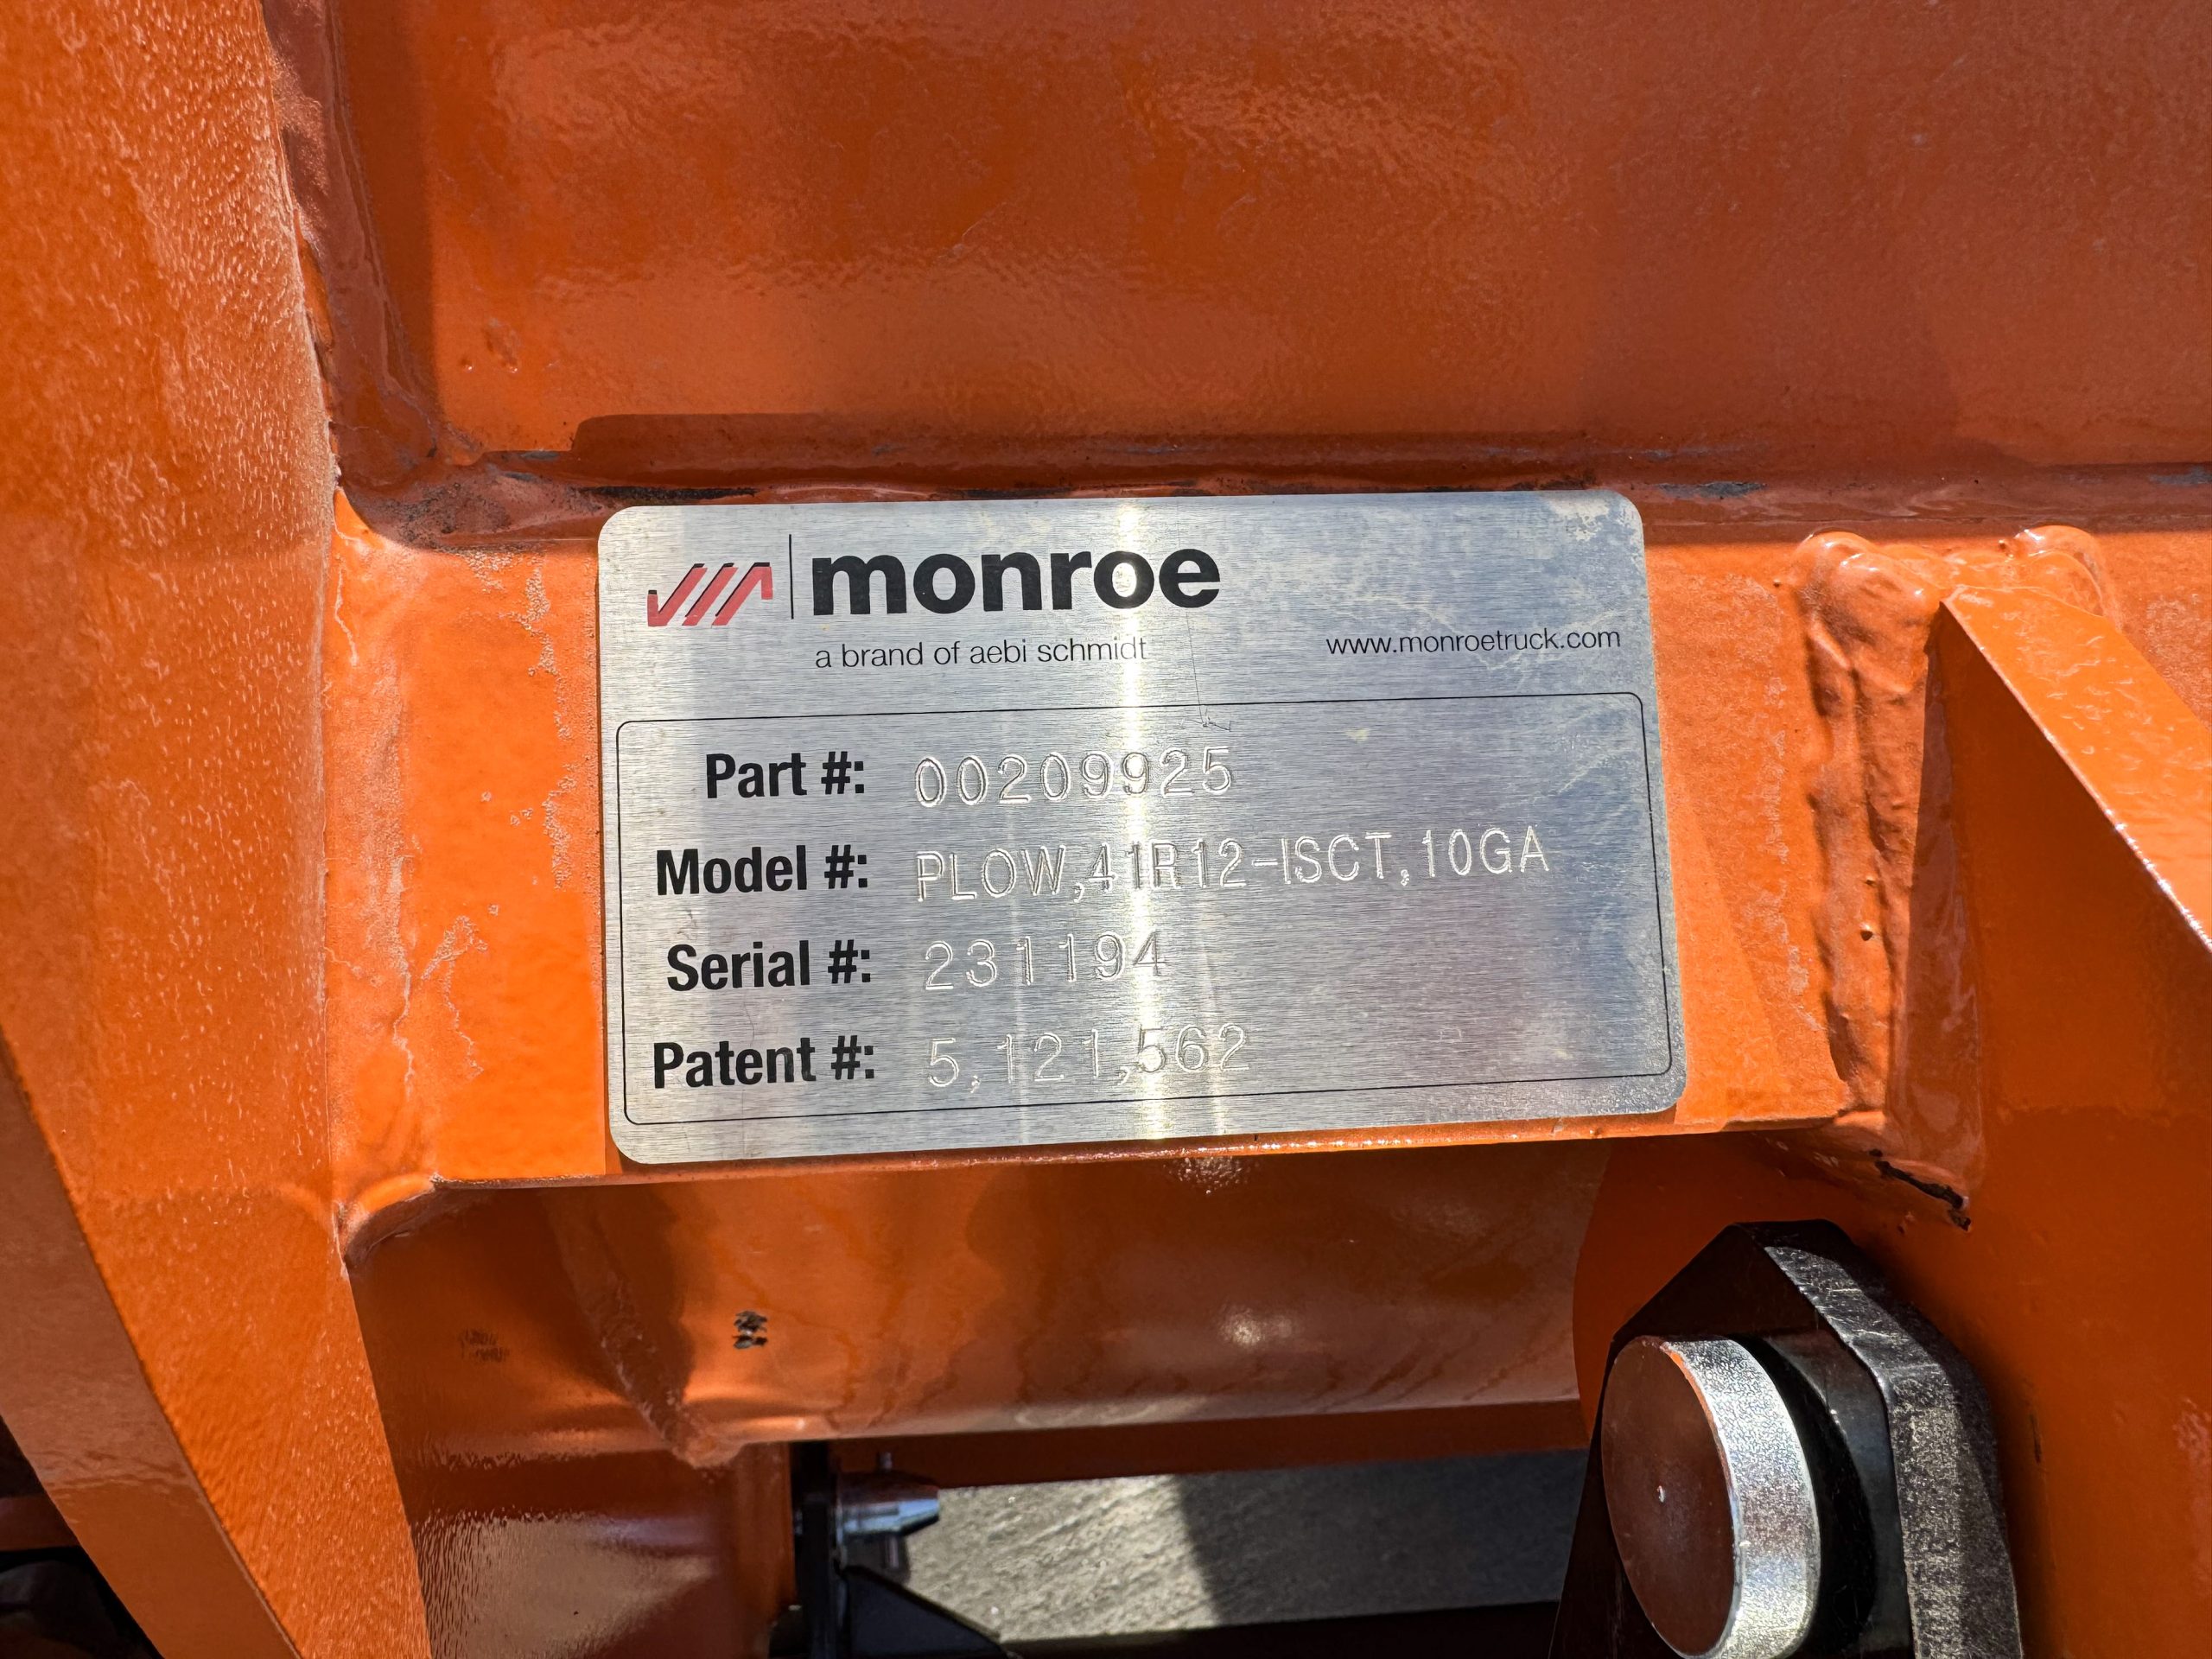 monroe
a brand of aebi schmidt
www.monroetruck.com
Part #: 00209925
Model #: PLOW,41R12-ISCT,10GA
Serial #: 231194
Patent #: 5,121,562